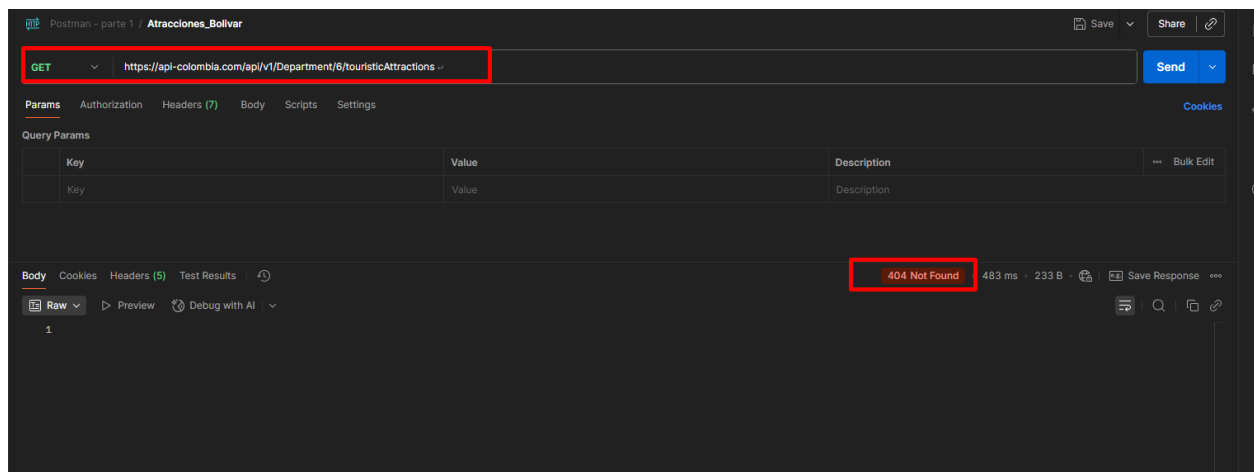 HTTP Postman - parte 1 / Atracciones_Bolivar Save Share
GET https://api-colombia.com/api/v1/Department/6/touristicAttractions ↵ Send
Params Authorization Headers (7) Body Scripts Settings Cookies
Query Params
Key Value Description ••• Bulk Edit
Key Value Description
Body Cookies Headers (5) Test Results 404 Not Found • 483 ms • 233 B • e.g. Save Response •••
Raw Preview Debug with AI
1